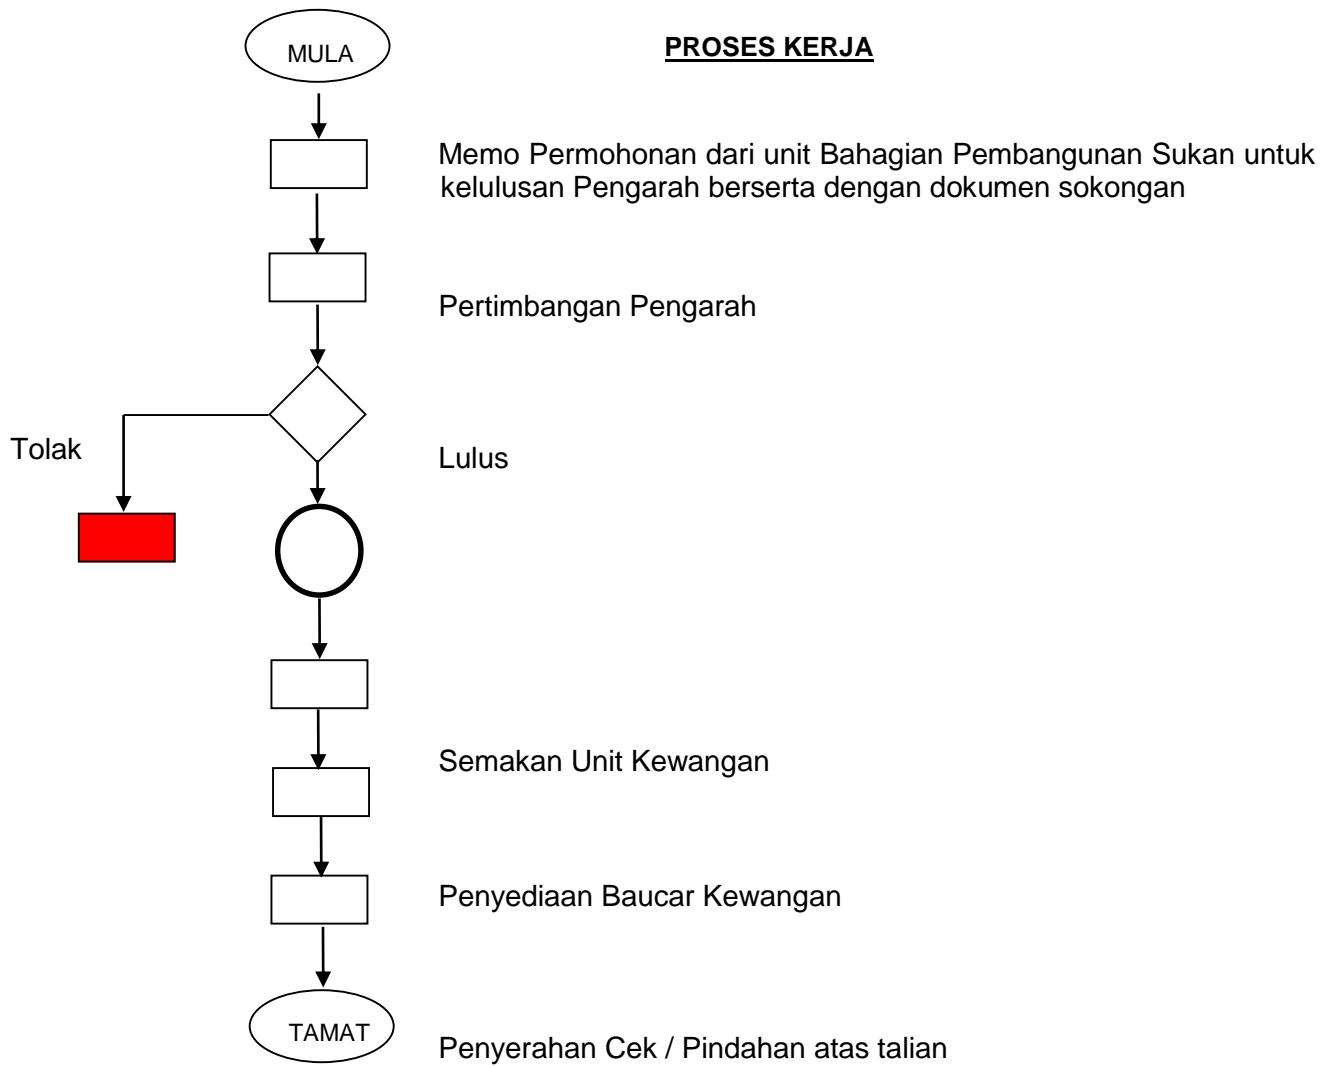 MULA
PROSES KERJA
Memo Permohonan dari unit Bahagian Pembangunan Sukan untuk
kelulusan Pengarah berserta dengan dokumen sokongan
Pertimbangan Pengarah
Tolak
Lulus
Semakan Unit Kewangan
Penyediaan Baucar Kewangan
TAMAT
Penyerahan Cek / Pindahan atas talian